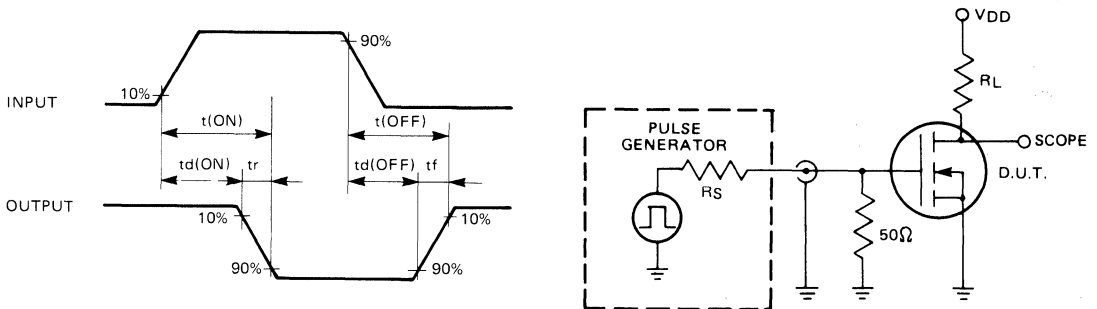 INPUT
10%
90%
t(ON)
t(OFF)
td(ON) tr
td(OFF) tf
OUTPUT
10%
90%
10%
90%
PULSE
GENERATOR
RS
50Ω
VDD
RL
SCOPE
D.U.T.